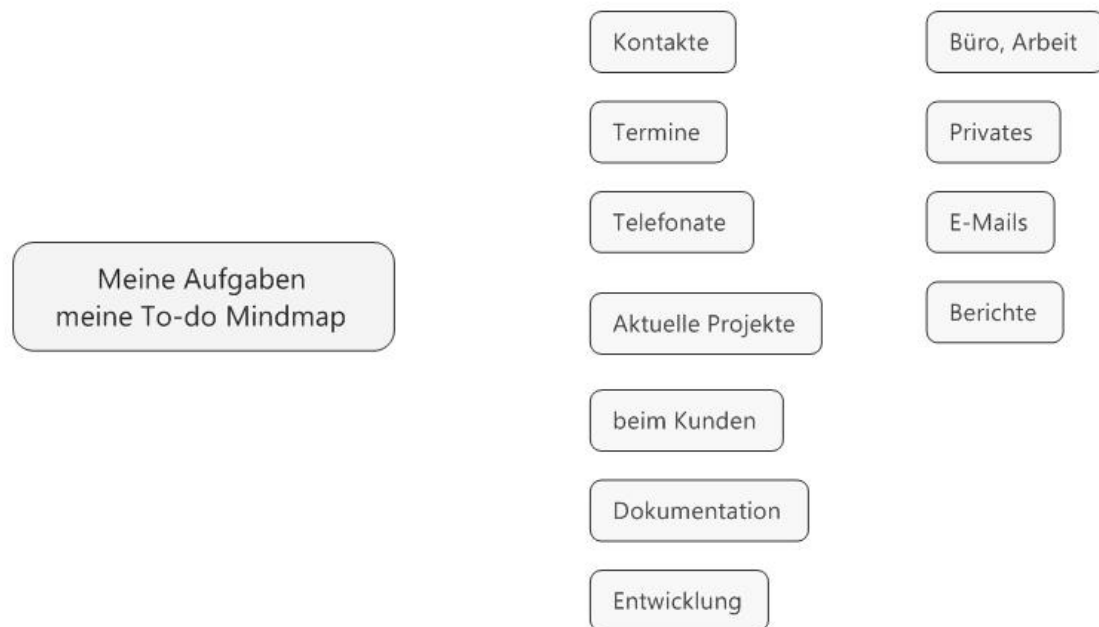 Meine Aufgaben
meine To-do Mindmap
Kontakte
Termine
Telefonate
Aktuelle Projekte
beim Kunden
Dokumentation
Entwicklung
Büro, Arbeit
Privates
E-Mails
Berichte